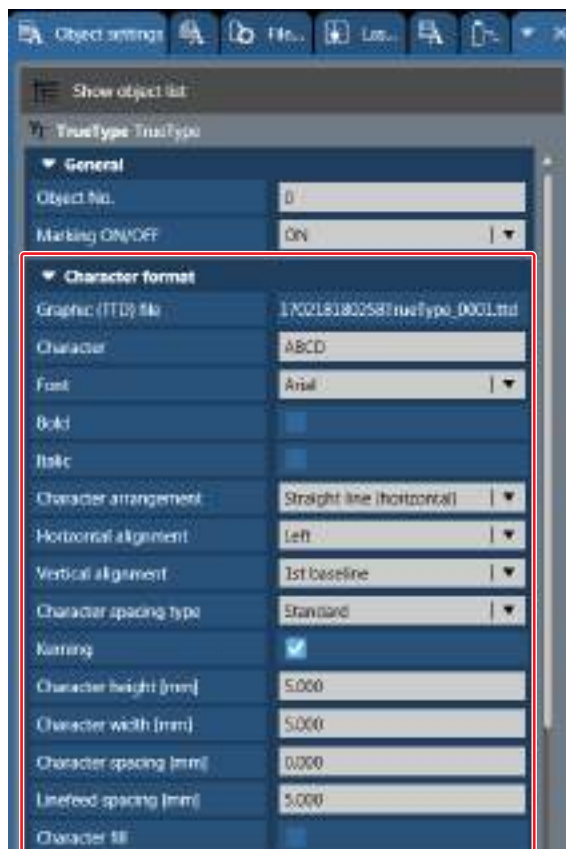 Object settings File... Las...
Show object list
TrueType TrueType
General
Object No. 0
Marking ON/OFF ON
Character format
Graphic (TTD) file 170218180258TrueType_0001.ttd
Character ABCD
Font Arial
Bold
Italic
Character arrangement Straight line (horizontal)
Horizontal alignment Left
Vertical alignment 1st baseline
Character spacing type Standard
Kerning
Character height [mm] 5.000
Character width [mm] 5.000
Character spacing [mm] 0.000
Linefeed spacing [mm] 5.000
Character fill